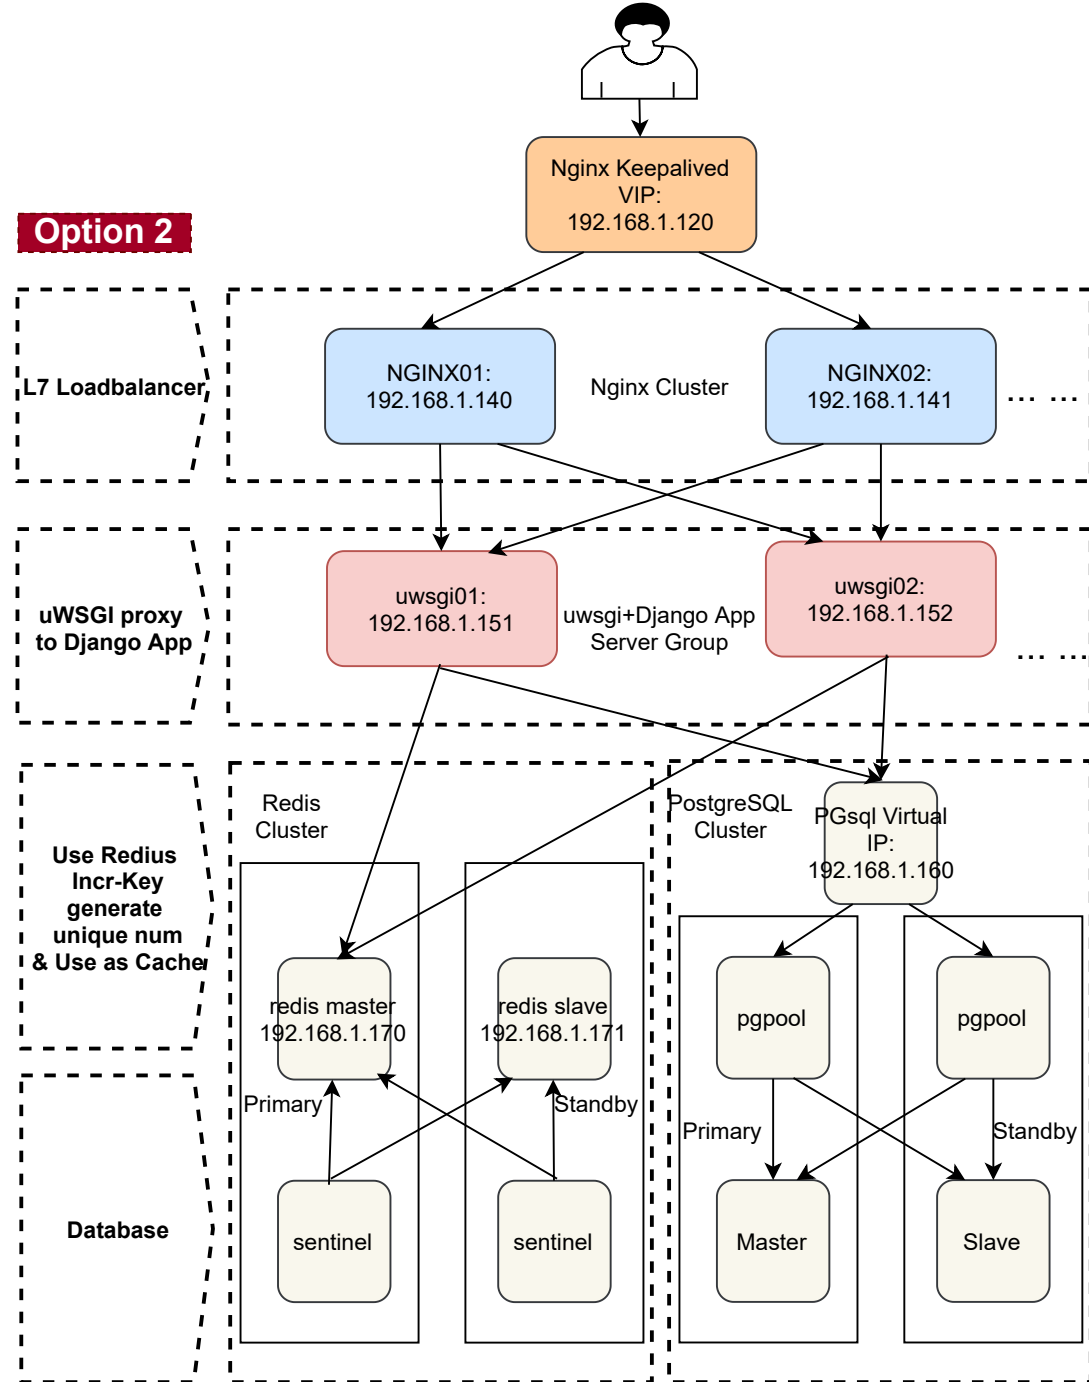 Nginx Keepalived
VIP:
192.168.1.120
Option 2
L7 Loadbalancer
NGINX01:
192.168.1.140
Nginx Cluster
NGINX02:
192.168.1.141
... ...
uWSGI proxy
to Django App
uwsgi01:
192.168.1.151
uwsgi+Django App
Server Group
uwsgi02:
192.168.1.152
... ...
Use Redius
Incr-Key
generate
unique num
& Use as Cache
Redis
Cluster
PostgreSQL
Cluster
PGsql Virtual
IP:
192.168.1.160
redis master
192.168.1.170
redis slave
192.168.1.171
pgpool
pgpool
Primary
Standby
Primary
Standby
Database
sentinel
sentinel
Master
Slave